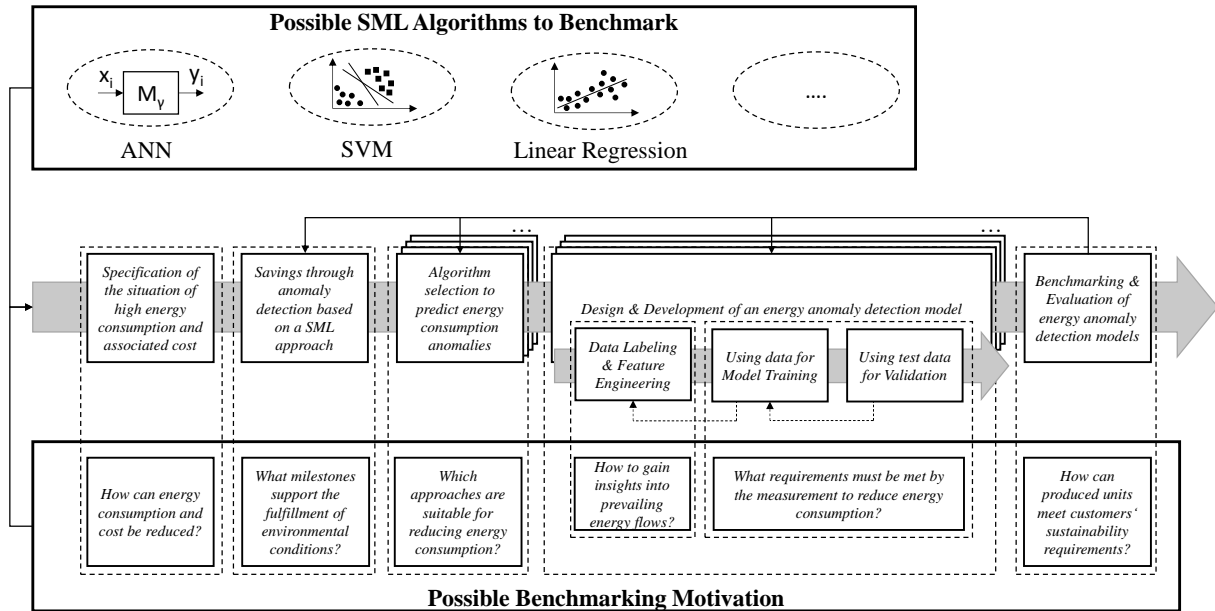 Possible SML Algorithms to Benchmark
xi
yi
Mγ
....
ANN
SVM
Linear Regression
...
...
Specification of
the situation of
high energy
consumption and
associated cost
Savings through
anomaly
detection based
on a SML
approach
Algorithm
selection to
predict energy
consumption
anomalies
Design & Development of an energy anomaly detection model
Data Labeling
& Feature
Engineering
Using data for
Model Training
Using test data
for Validation
Benchmarking &
Evaluation of
energy anomaly
detection models
How can energy
consumption and
cost be reduced?
What milestones
support the
fulfillment of
environmental
conditions?
Which
approaches are
suitable for
reducing energy
consumption?
How to gain
insights into
prevailing
energy flows?
What requirements must be met by
the measurement to reduce energy
consumption?
How can
produced units
meet customers‘
sustainability
requirements?
Possible Benchmarking Motivation